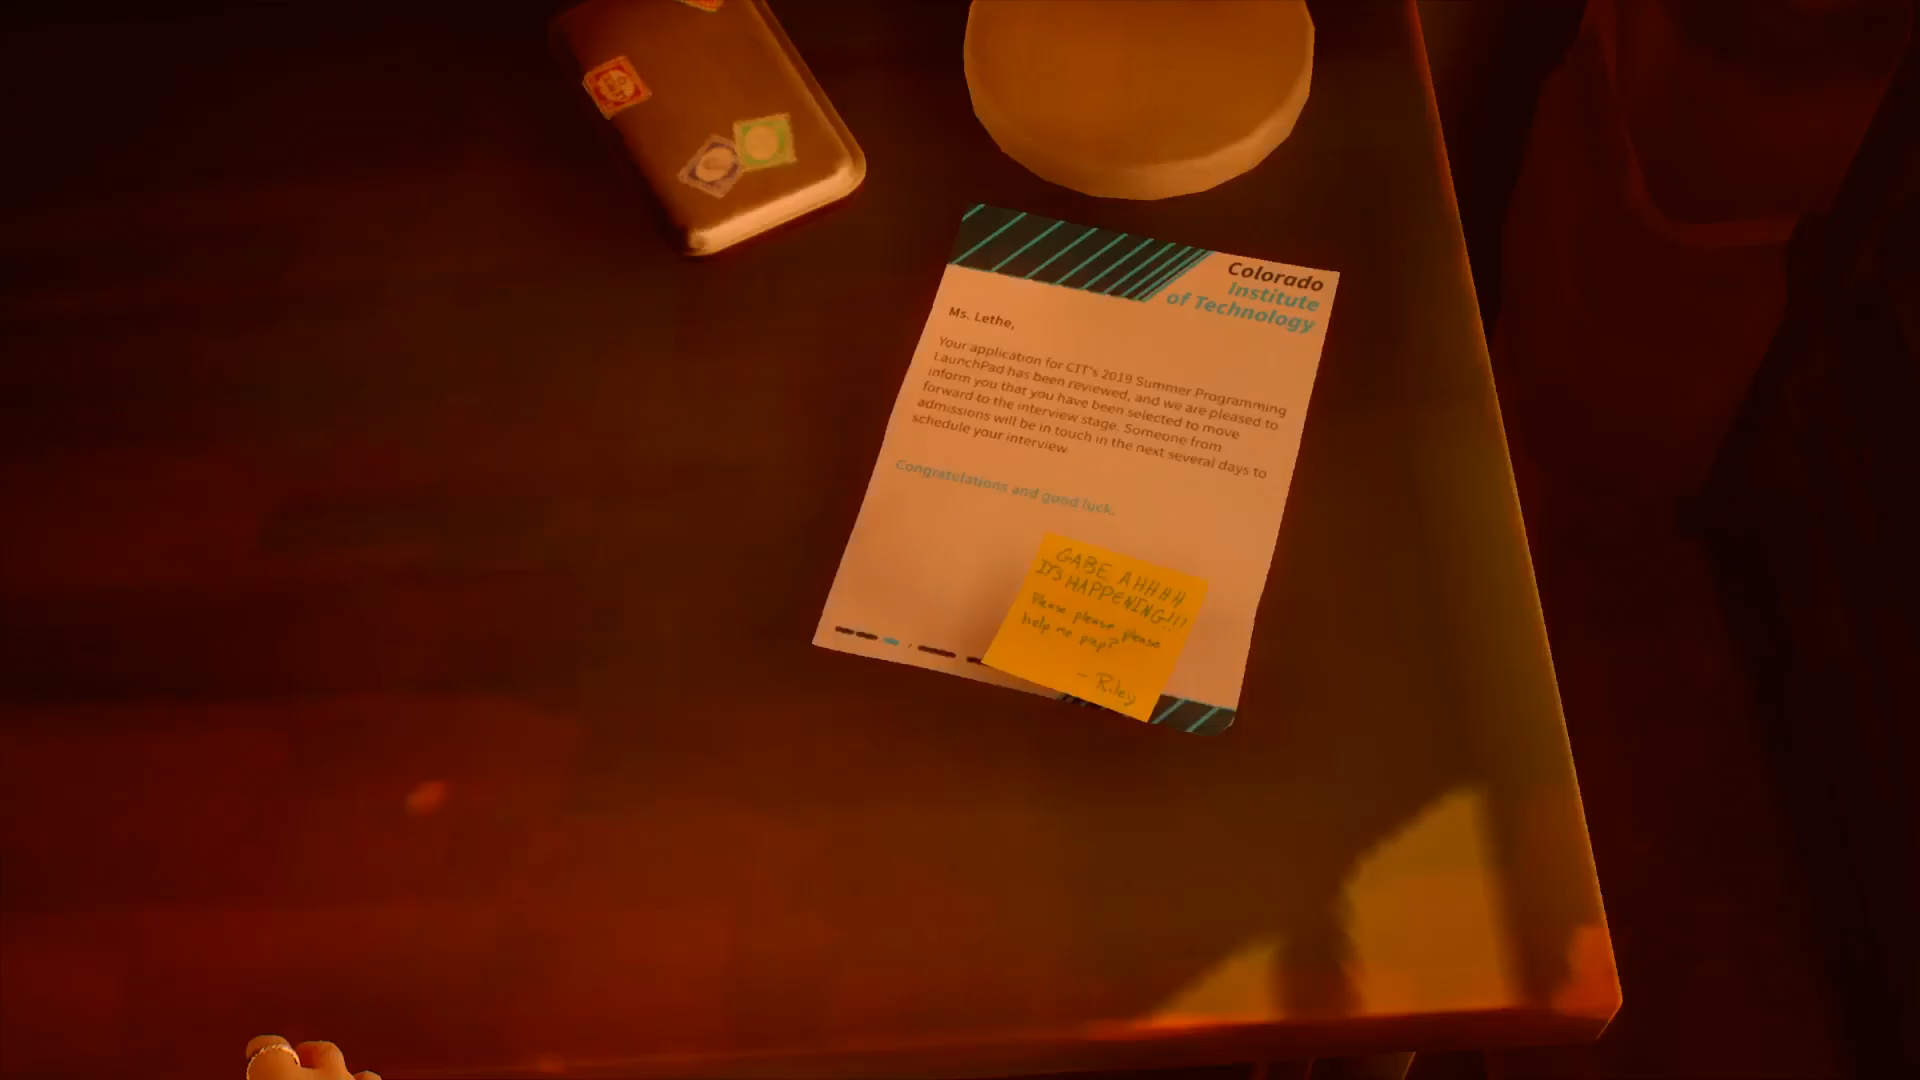 Colorado
Institute
of Technology
Ms. Lethe,
Your application for CIT's 2019 Summer Programming
LaunchPad has been reviewed, and we are pleased to
inform you that you have been selected to move
forward to the interview stage. Someone from
admissions will be in touch in the next several days to
schedule your interview.
Congratulations and good luck.
GABE AHHHH
ITS HAPPENING!!!
Please please please
help me prep?
- Riley